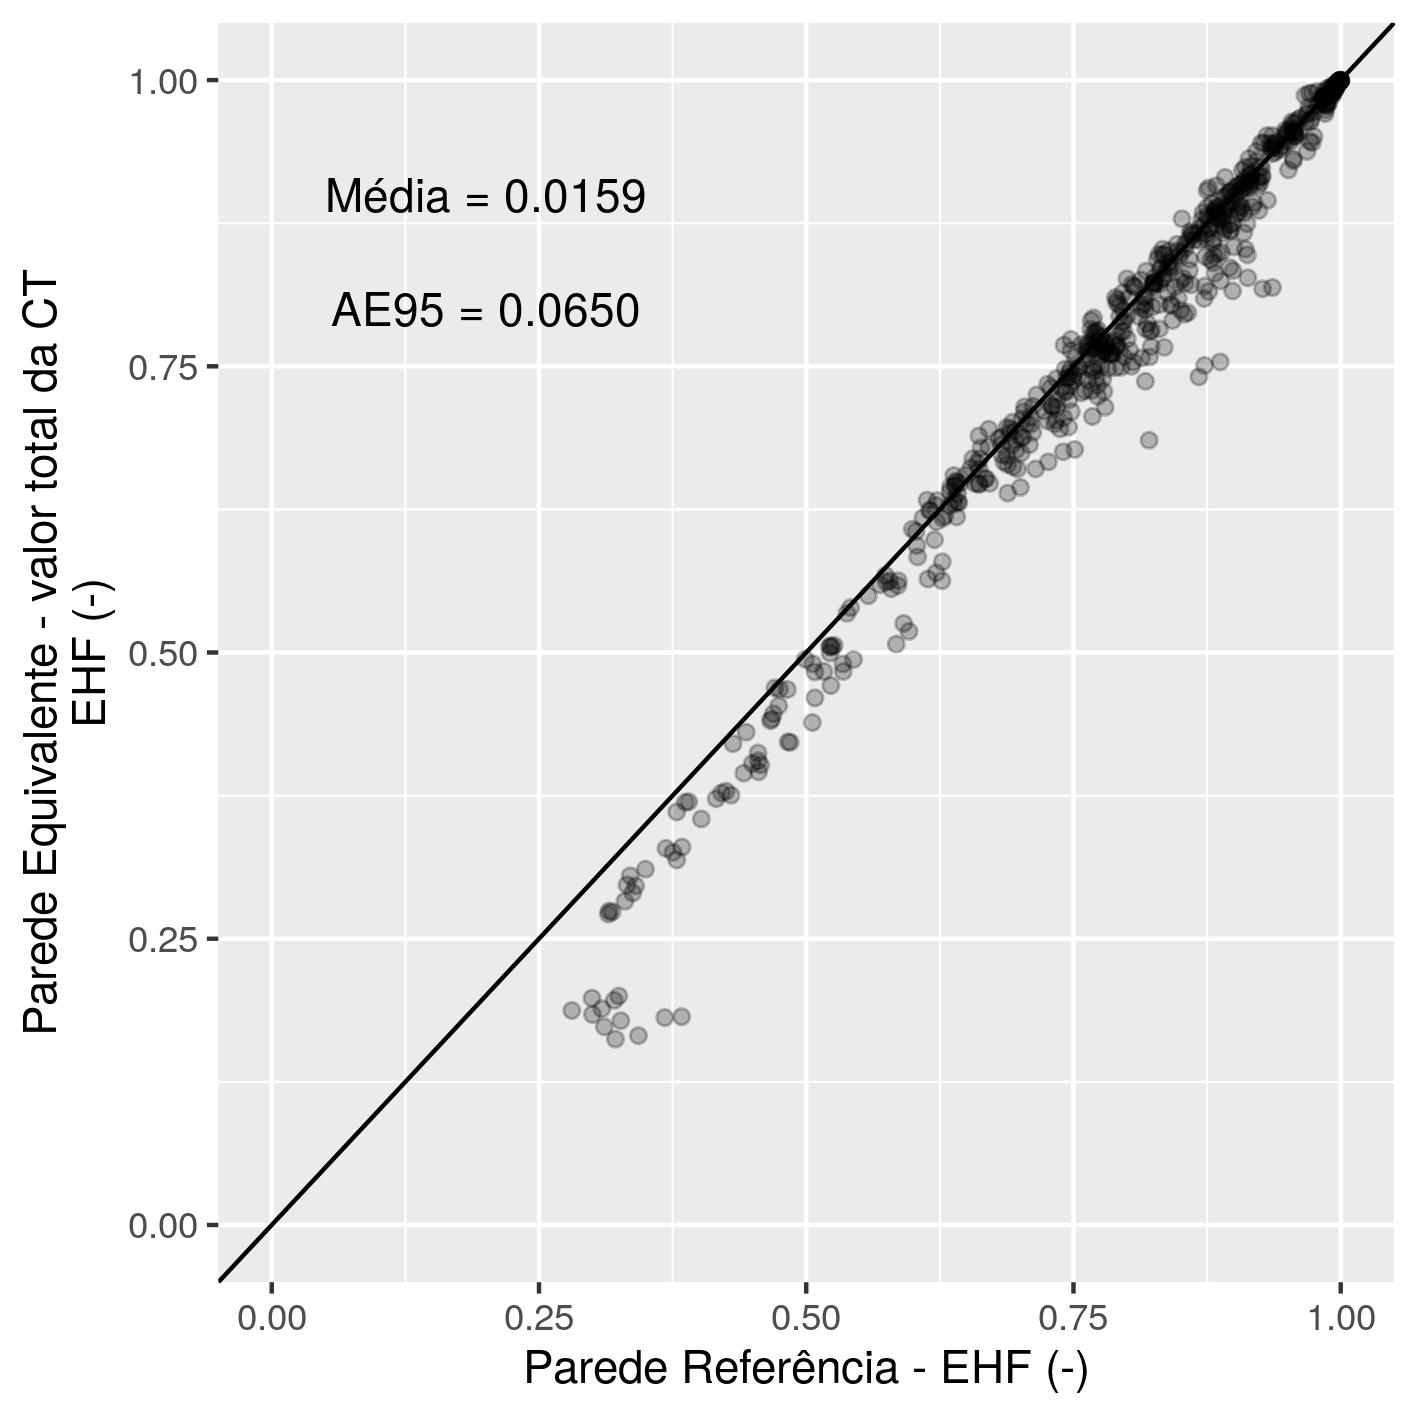 Parede Equivalente - valor total da CT
EHF (-)
1.00
0.75
0.50
0.25
0.00
Média = 0.0159
AE95 = 0.0650
0.00 0.25 0.50 0.75 1.00
Parede Referência - EHF (-)